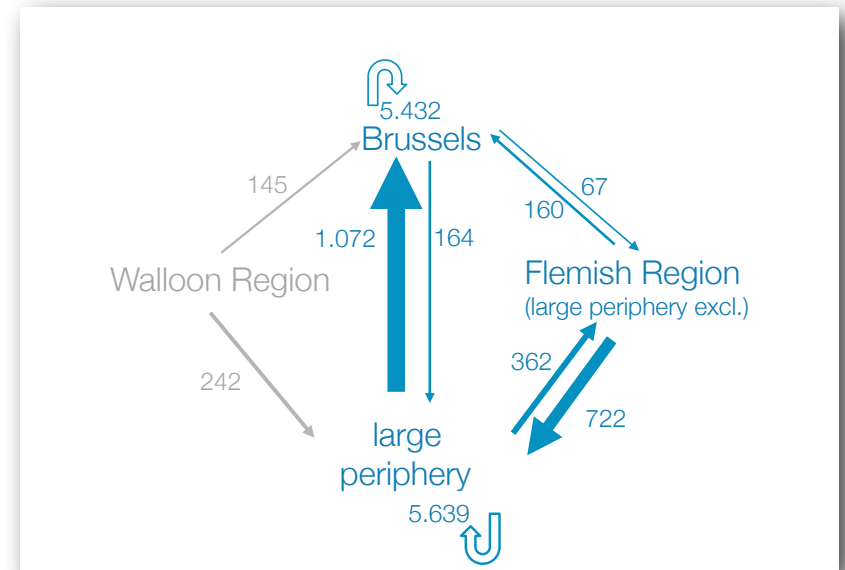 5.432
Brussels
145
67
160
1.072
164
Walloon Region
Flemish Region
(large periphery excl.)
242
362
722
large
periphery
5.639